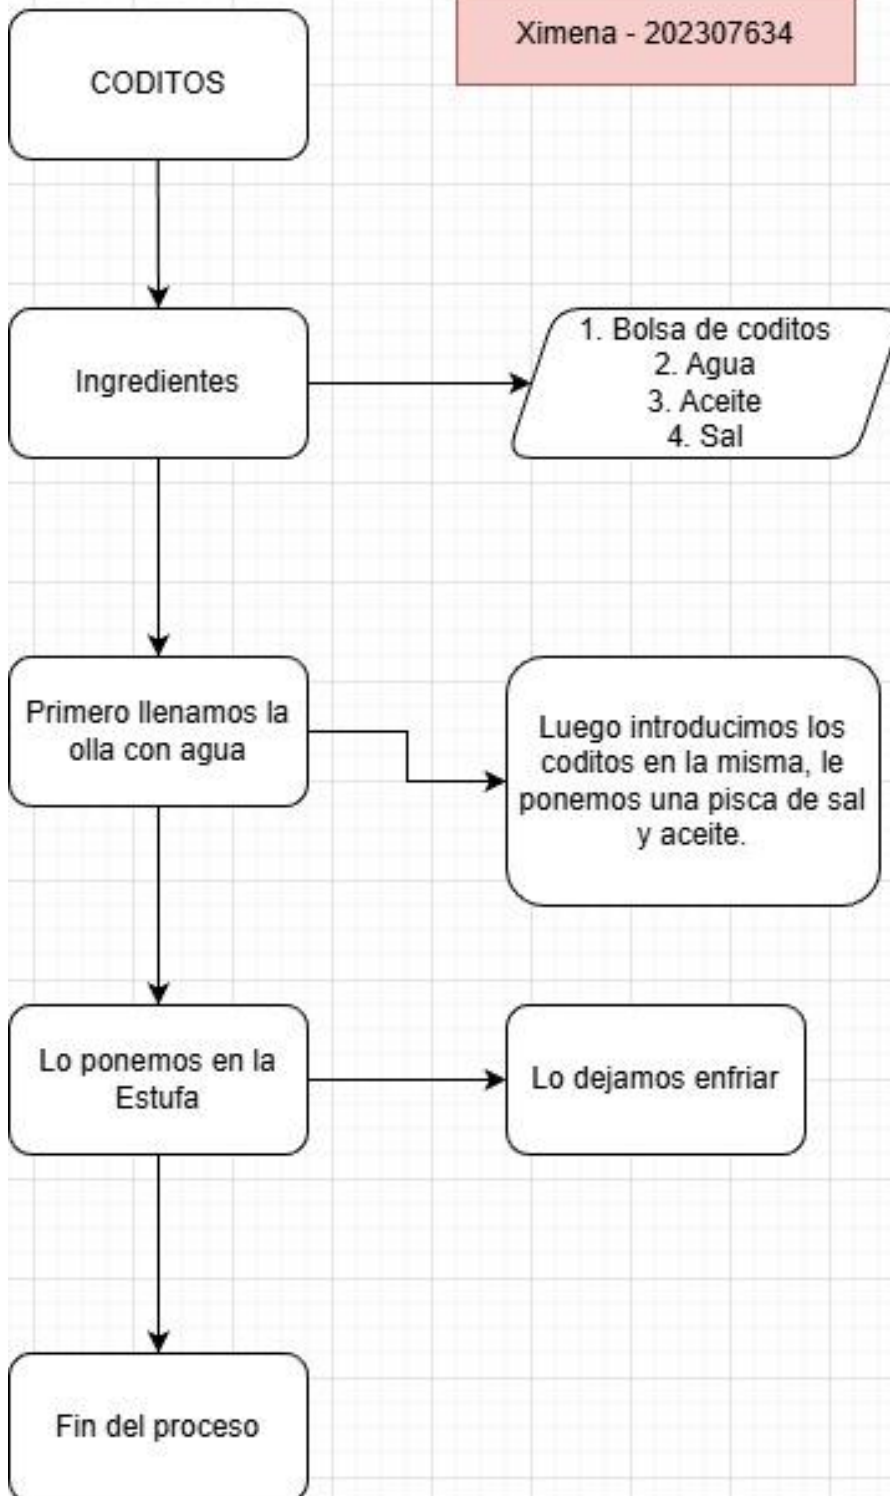 Ximena - 202307634
CODITOS
Ingredientes
1. Bolsa de coditos
2. Agua
3. Aceite
4. Sal
Primero llenamos la
olla con agua
Luego introducimos los
coditos en la misma, le
ponemos una pisca de sal
y aceite.
Lo ponemos en la
Estufa
Lo dejamos enfriar
Fin del proceso